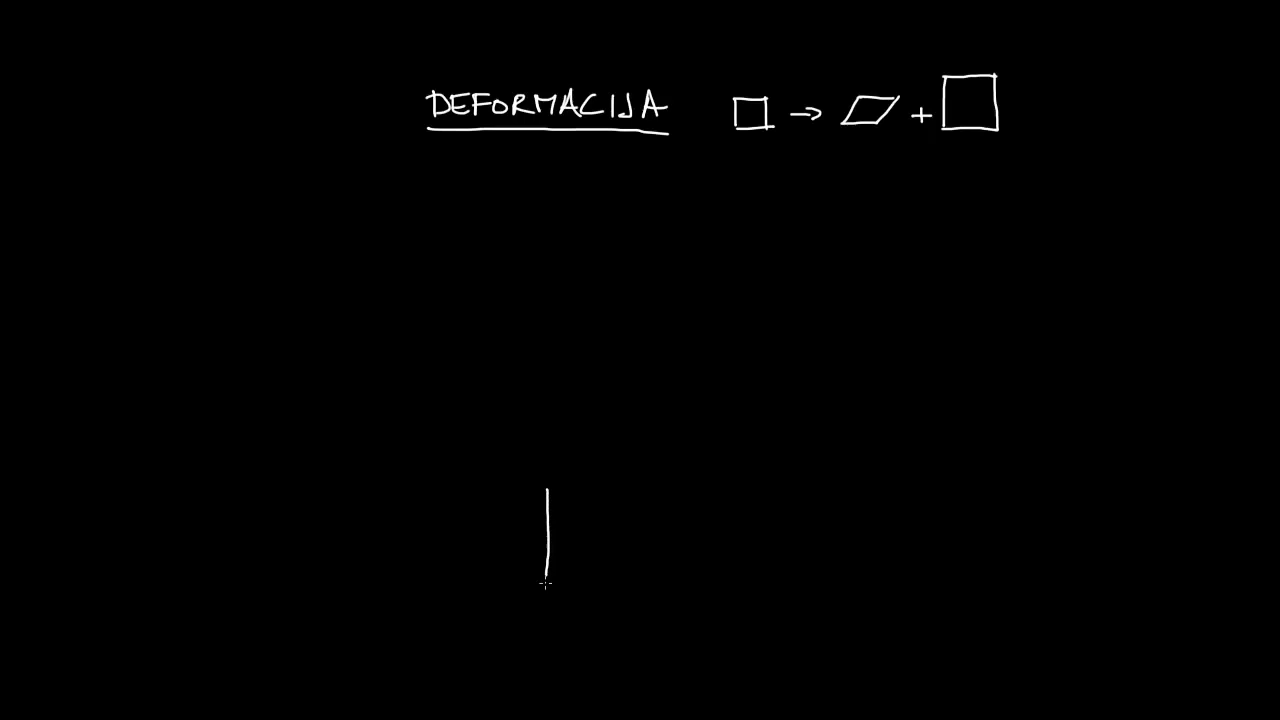 DEFORMACIJA □ → ▱ + □